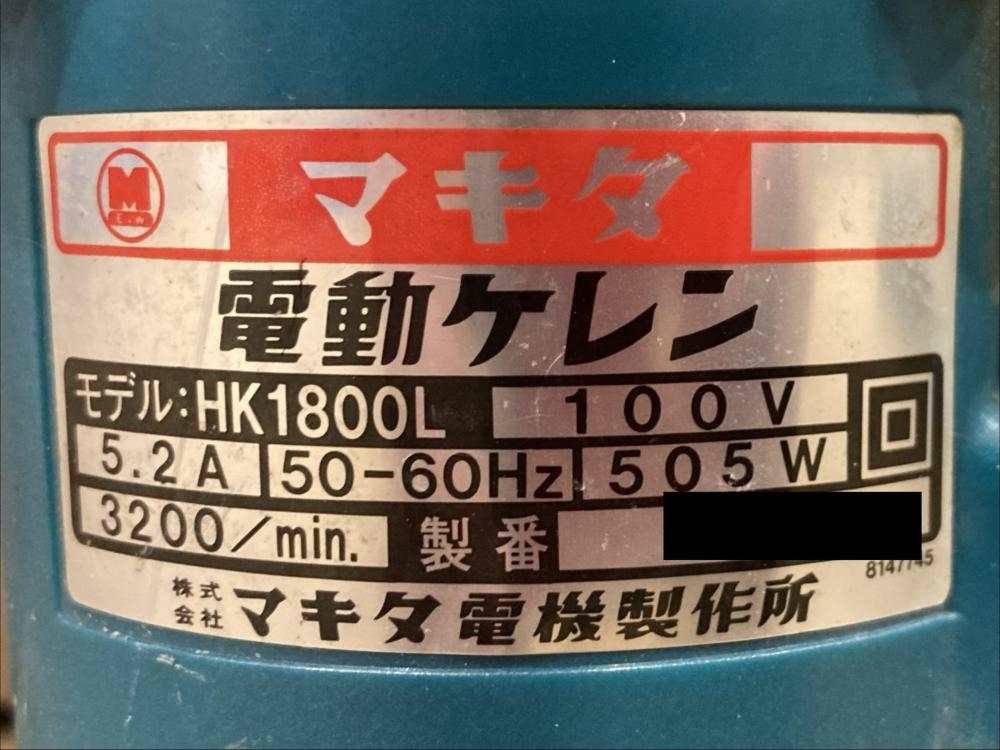 M
E.W
マキタ
電動ケレン
モデル:HK1800L 100V
5.2A 50-60Hz 505W
3200/min. 製番
8147745
株式会社 マキタ電機製作所